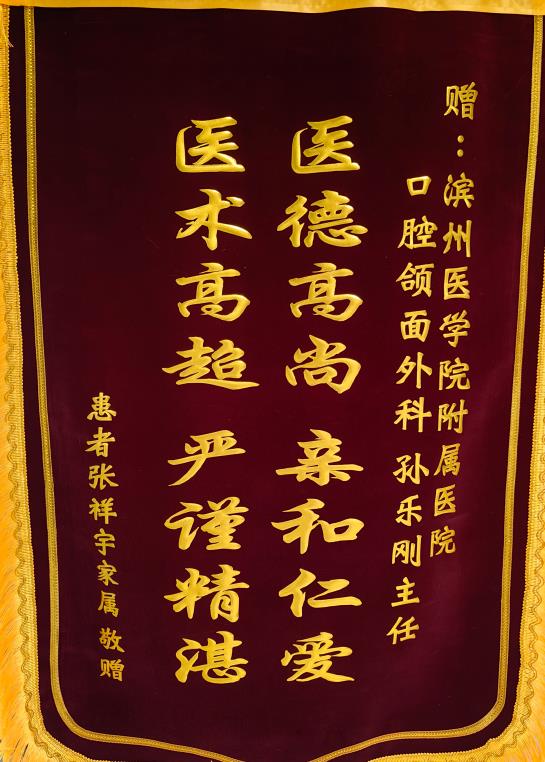 赠：滨州医学院附属医院
口腔颌面外科 孙乐刚主任
医德高尚 亲和仁爱
医术高超 严谨精湛
患者张祥宇家属 敬赠